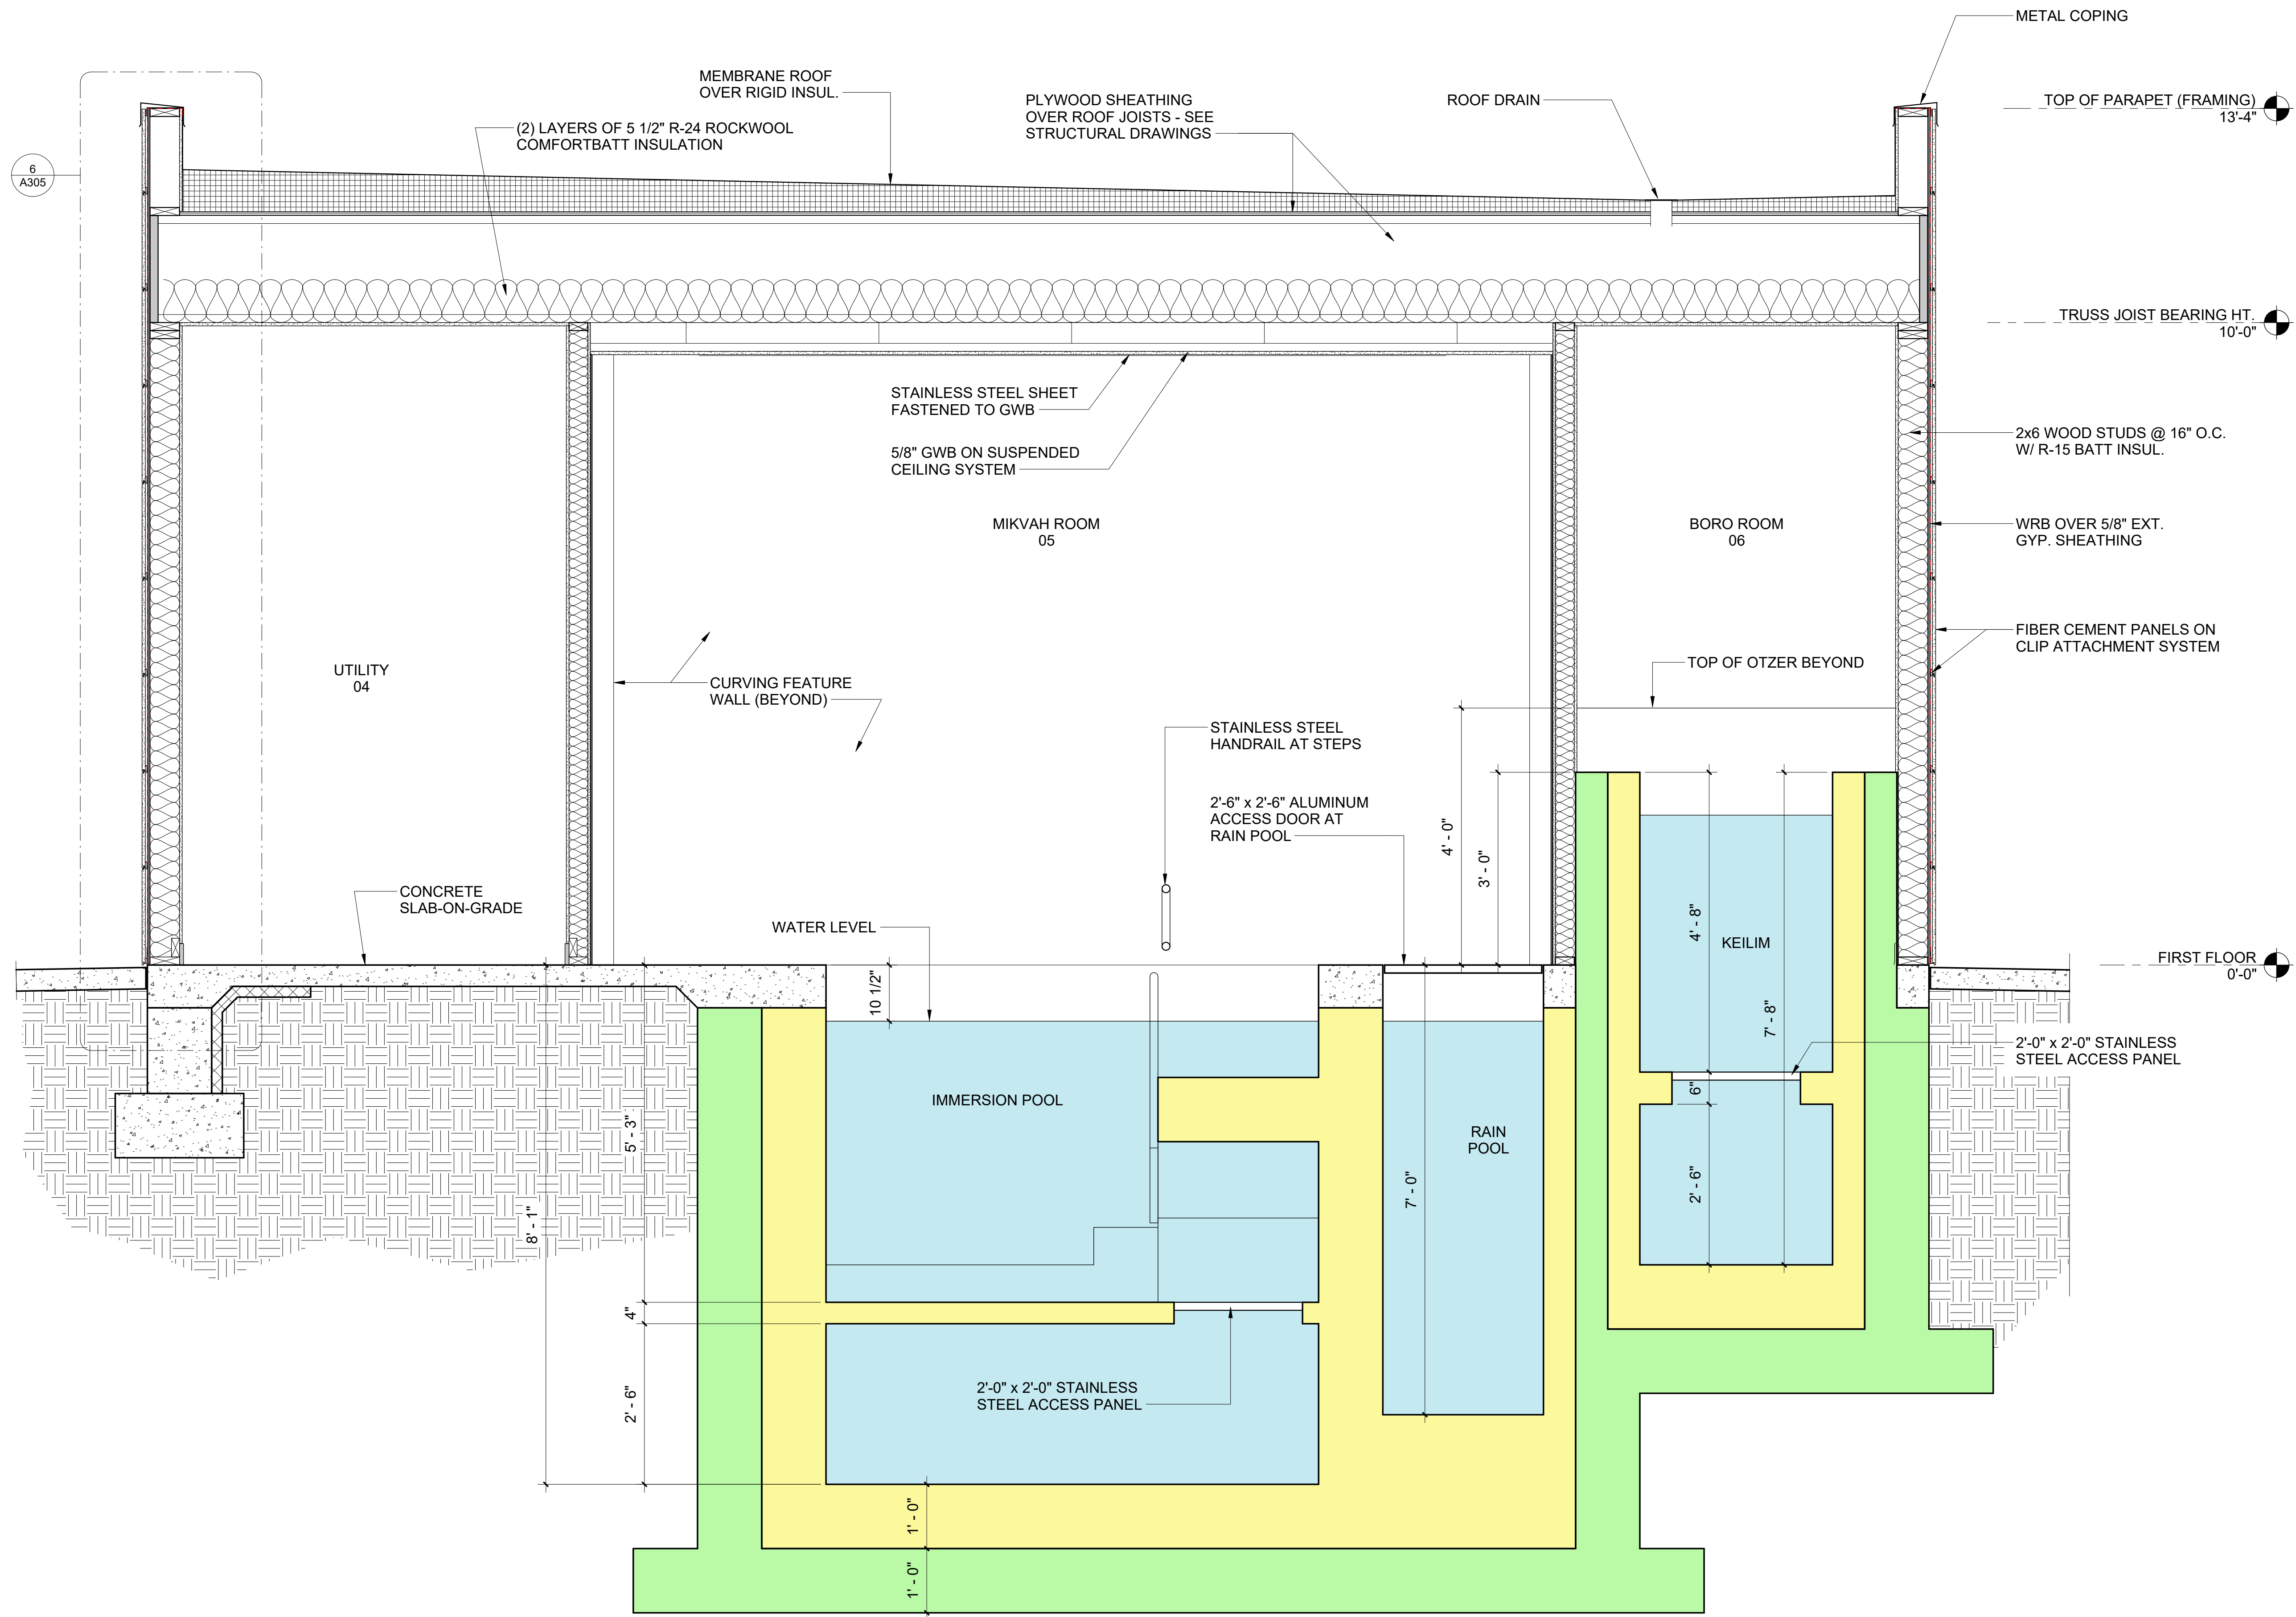 METAL COPING
MEMBRANE ROOF
OVER RIGID INSUL.
PLYWOOD SHEATHING
OVER ROOF JOISTS - SEE
STRUCTURAL DRAWINGS
ROOF DRAIN
TOP OF PARAPET (FRAMING)
13'-4"
(2) LAYERS OF 5 1/2" R-24 ROCKWOOL
COMFORTBATT INSULATION
6
A305
TRUSS JOIST BEARING HT.
10'-0"
STAINLESS STEEL SHEET
FASTENED TO GWB
5/8" GWB ON SUSPENDED
CEILING SYSTEM
2x6 WOOD STUDS @ 16" O.C.
W/ R-15 BATT INSUL.
MIKVAH ROOM
05
BORO ROOM
06
WRB OVER 5/8" EXT.
GYP. SHEATHING
FIBER CEMENT PANELS ON
CLIP ATTACHMENT SYSTEM
UTILITY
04
TOP OF OTZER BEYOND
CURVING FEATURE
WALL (BEYOND)
STAINLESS STEEL
HANDRAIL AT STEPS
2'-6" x 2'-6" ALUMINUM
ACCESS DOOR AT
RAIN POOL
4' - 0"
3' - 0"
CONCRETE
SLAB-ON-GRADE
WATER LEVEL
4' - 8"
KEILIM
FIRST FLOOR
0'-0"
10 1/2"
7' - 8"
2'-0" x 2'-0" STAINLESS
STEEL ACCESS PANEL
IMMERSION POOL
6"
5' - 3"
RAIN
POOL
7' - 0"
2' - 6"
8' - 1"
4"
2'-0" x 2'-0" STAINLESS
STEEL ACCESS PANEL
2' - 6"
1' - 0"
1' - 0"